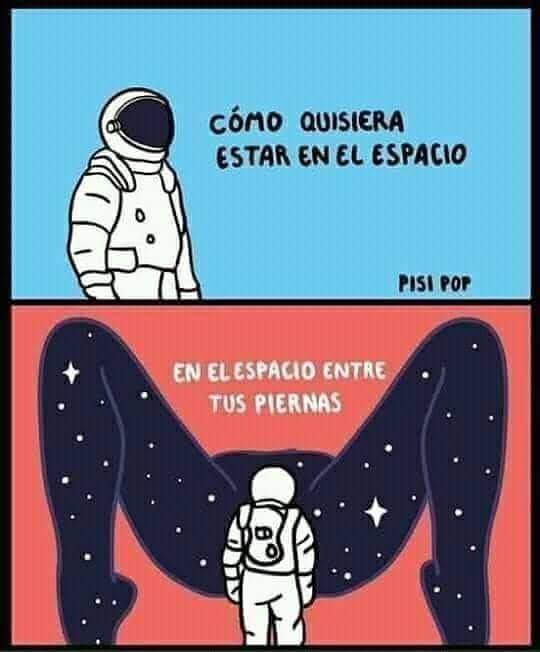 CÓMO QUISIERA
ESTAR EN EL ESPACIO
PISI POP
EN EL ESPACIO ENTRE
TUS PIERNAS